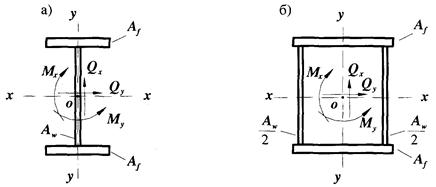 а)
y
A_f
M_x
Q_x
x
Q_y
x
o
M_y
A_w
A_f
y
б)
y
A_f
M_x
Q_x
x
Q_y
x
o
A_w
2
M_y
A_w
2
A_f
y